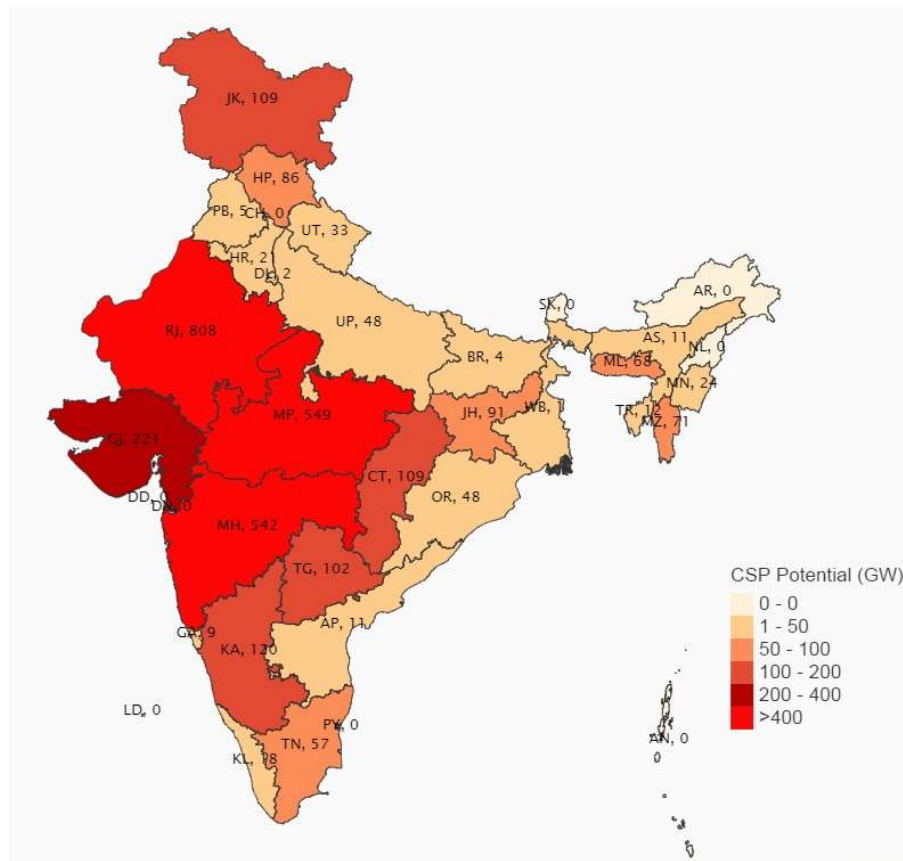 JK, 109
HP, 86
PB, 5
CH, 0
UT, 33
HR, 21
DL, 2
RJ, 808
UP, 48
SK, 0
AR, 0
AS, 11
NL, 0
BR, 4
ML, 68
MN, 24
TR, 12
MZ, 71
JH, 91
WB,
MP, 549
GJ, 221
CT, 109
OR, 48
DD, 0
DN, 0
MH, 542
TG, 102
AP, 11
GA, 9
KA, 120
LD, 0
PY, 0
TN, 57
KL,
AN, 0
CSP Potential (GW)
0 - 0
1 - 50
50 - 100
100 - 200
200 - 400
>400